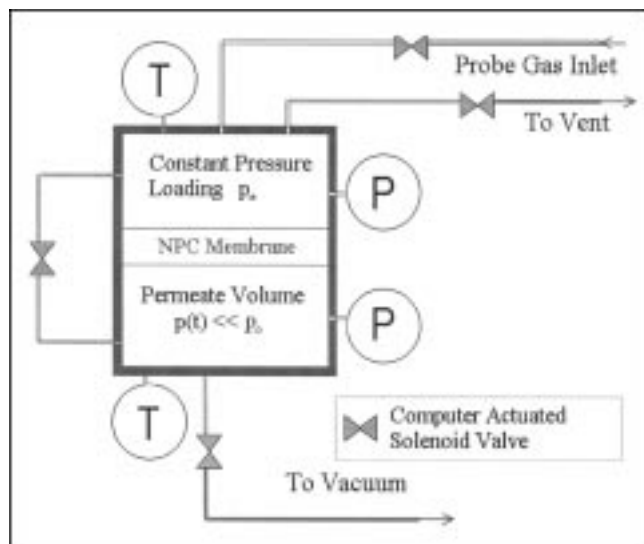 T
Probe Gas Inlet
To Vent
Constant Pressure
Loading
P
NPC Membrane
Permeate Volume
p(t) <<
P
T
Computer Actuated
Solenoid Valve
To Vacuum